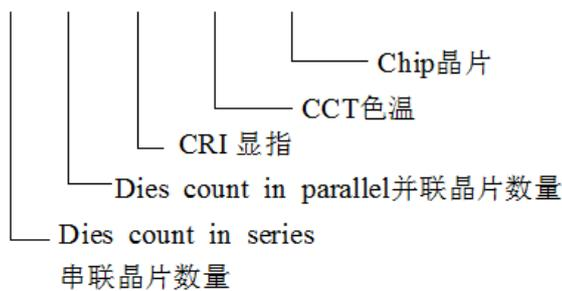 Chip晶片
CCT色温
CRI 显指
Dies count in parallel并联晶片数量
Dies count in series
串联晶片数量